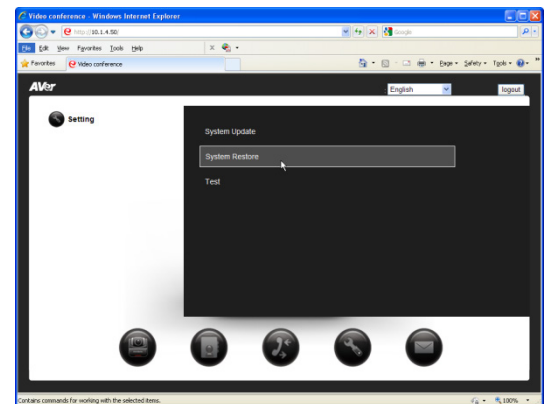 Video conference - Windows Internet Explorer
http://10.1.4.50/
Google
File Edit View Favorites Tools Help
Favorites Video conference
Page Safety Tools
AVer
English
logout
Setting
System Update
System Restore
Test
Contains commands for working with the selected items.
100%